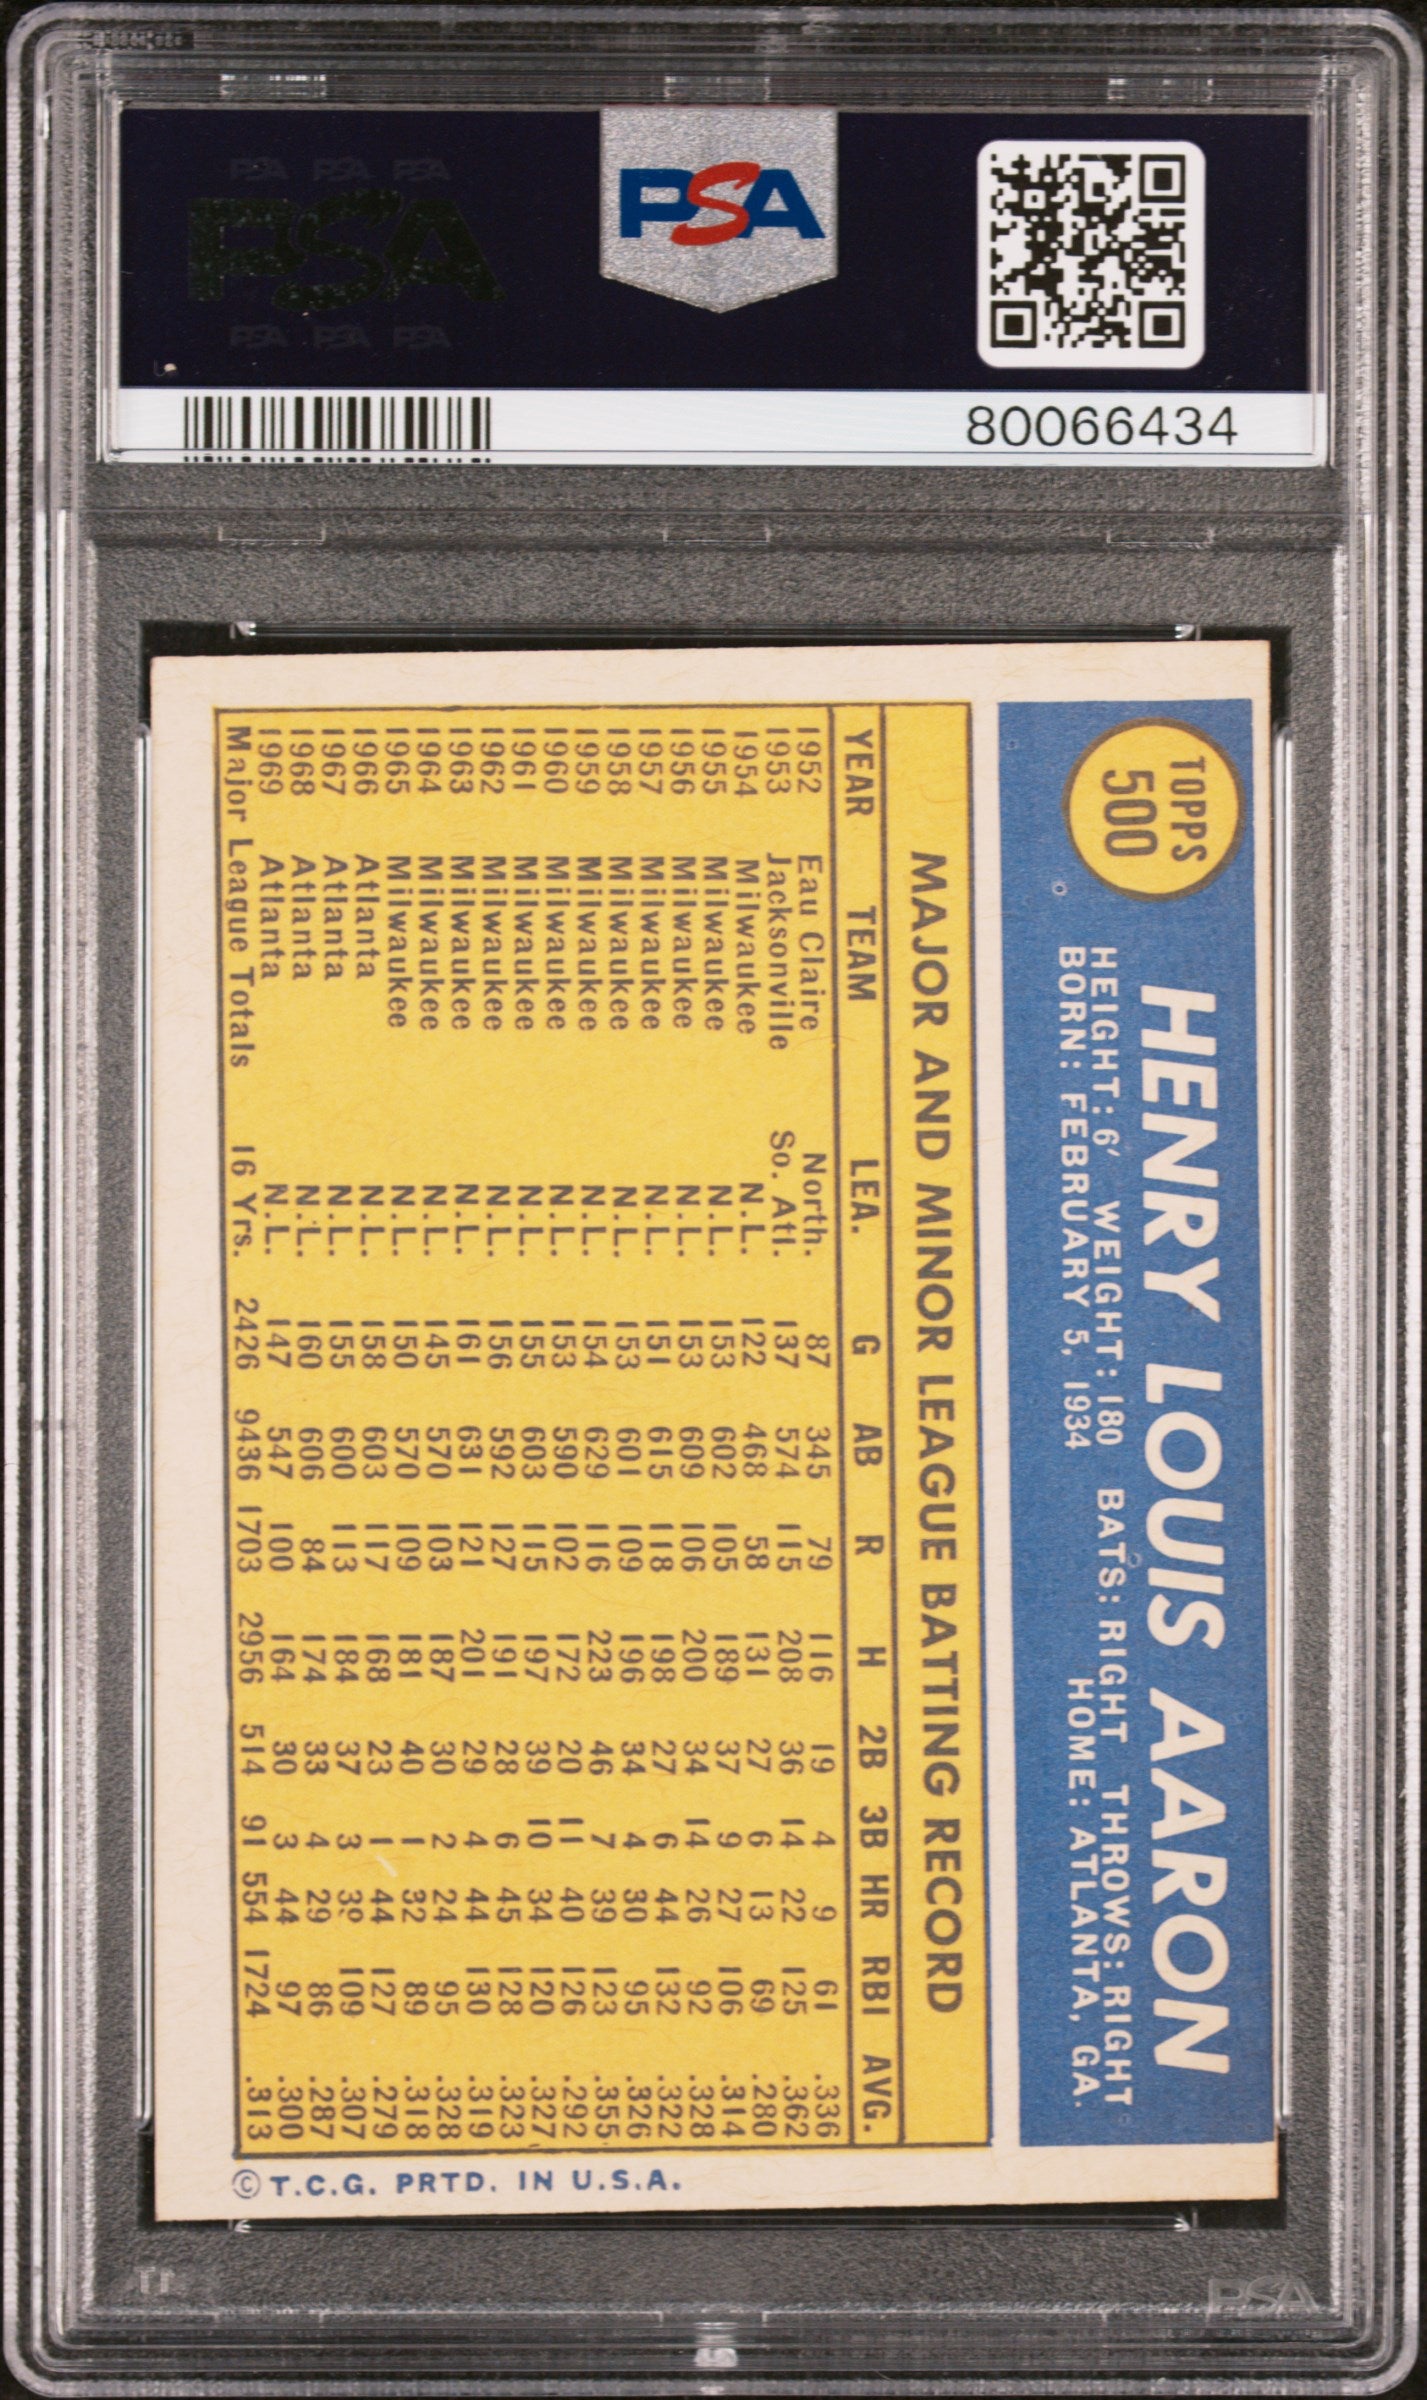 PSA PSA PSA
PSA
PSA PSA PSA
PSA
80066434
TOPPS
500
HENRY LOUIS AARON
HEIGHT: 6' WEIGHT: 180 BATS: RIGHT THROWS: RIGHT
BORN: FEBRUARY 5, 1934 HOME: ATLANTA, GA.
MAJOR AND MINOR LEAGUE BATTING RECORD
YEAR TEAM LEA. G AB R H 2B 3B HR RBI AVG.
1952 Eau Claire North. 87 345 79 116 19 4 9 61 .336
1953 Jacksonville So. Atl. 137 574 115 208 36 14 22 125 .362
1954 Milwaukee N.L. 122 468 58 131 27 6 13 69 .280
1955 Milwaukee N.L. 153 602 105 189 37 9 27 106 .314
1956 Milwaukee N.L. 153 609 106 200 34 14 26 92 .328
1957 Milwaukee N.L. 151 615 118 198 27 6 44 132 .322
1958 Milwaukee N.L. 153 601 109 196 34 4 30 95 .326
1959 Milwaukee N.L. 154 629 116 223 46 7 39 123 .355
1960 Milwaukee N.L. 153 590 102 172 20 11 40 126 .292
1961 Milwaukee N.L. 155 603 115 197 39 10 34 120 .327
1962 Milwaukee N.L. 156 592 127 191 28 6 45 128 .323
1963 Milwaukee N.L. 161 631 121 201 29 4 44 130 .319
1964 Milwaukee N.L. 145 570 103 187 30 2 24 95 .328
1965 Milwaukee N.L. 150 570 109 181 40 1 32 89 .318
1966 Atlanta N.L. 158 603 117 168 23 1 44 127 .279
1967 Atlanta N.L. 155 600 113 184 37 3 39 109 .307
1968 Atlanta N.L. 160 606 84 174 33 4 29 86 .287
1969 Atlanta N.L. 147 547 100 164 30 3 44 97 .300
Major League Totals 16 Yrs. 2426 9436 1703 2956 514 91 554 1724 .313
© T.C.G. PRTD. IN U.S.A.
PSA